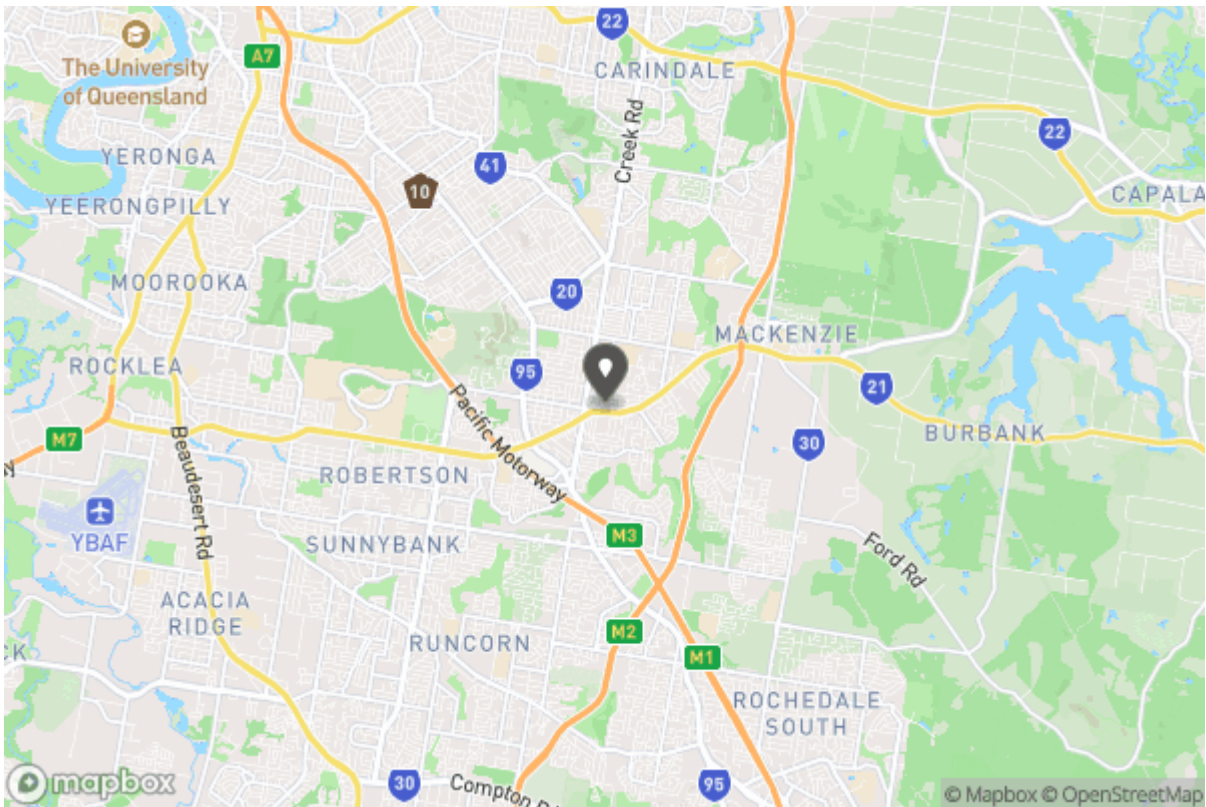 22
The University
of Queensland
A7
CARINDALE
Creek Rd
22
YERONGA
41
10
CAPALA
YEERONGPILLY
MOOROOKA
20
MACKENZIE
ROCKLEA
95
21
Pacific Motorway
M7
Beaudesert Rd
30
BURBANK
y
ROBERTSON
YBAF
SUNNYBANK
M3
Ford Rd
ACACIA
RIDGE
CK
RUNCORN
M2
M1
ROCHEDALE
SOUTH
mapbox
30
Compton R
95
© Mapbox © OpenStreetMap